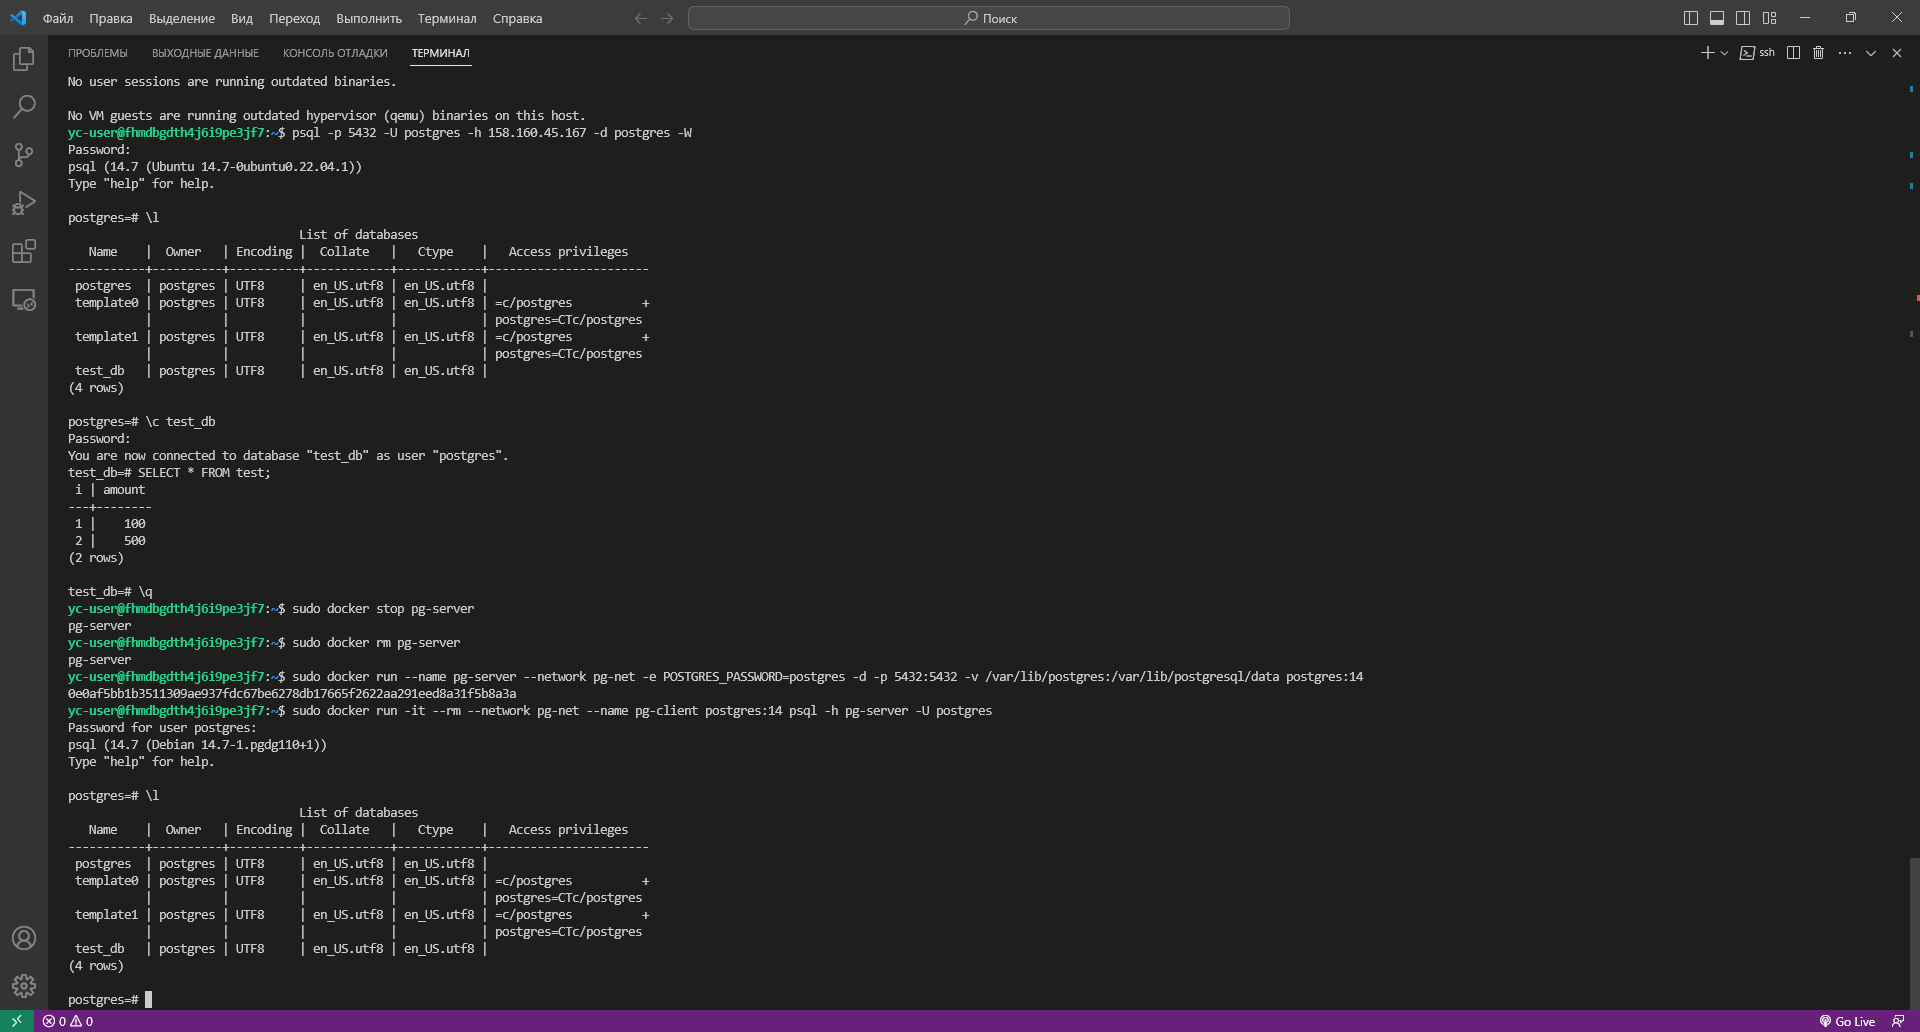 Файл Правка Выделение Вид Переход Выполнить Терминал Справка Поиск
ПРОБЛЕМЫ ВЫХОДНЫЕ ДАННЫЕ КОНСОЛЬ ОТЛАДКИ ТЕРМИНАЛ ssh
No user sessions are running outdated binaries.
No VM guests are running outdated hypervisor (qemu) binaries on this host.
yc-user@fhmdbgdth4j6i9pe3jf7:~$ psql -p 5432 -U postgres -h 158.160.45.167 -d postgres -W
Password:
psql (14.7 (Ubuntu 14.7-0ubuntu0.22.04.1))
Type "help" for help.
postgres=# \l
List of databases
Name | Owner | Encoding | Collate | Ctype | Access privileges
-----------+----------+----------+------------+------------+-----------------------
postgres | postgres | UTF8 | en_US.utf8 | en_US.utf8 |
template0 | postgres | UTF8 | en_US.utf8 | en_US.utf8 | =c/postgres +
| | | | | postgres=CTc/postgres
template1 | postgres | UTF8 | en_US.utf8 | en_US.utf8 | =c/postgres +
| | | | | postgres=CTc/postgres
test_db | postgres | UTF8 | en_US.utf8 | en_US.utf8 |
(4 rows)
postgres=# \c test_db
Password:
You are now connected to database "test_db" as user "postgres".
test_db=# SELECT * FROM test;
i | amount
---+--------
1 | 100
2 | 500
(2 rows)
test_db=# \q
yc-user@fhmdbgdth4j6i9pe3jf7:~$ sudo docker stop pg-server
pg-server
yc-user@fhmdbgdth4j6i9pe3jf7:~$ sudo docker rm pg-server
pg-server
yc-user@fhmdbgdth4j6i9pe3jf7:~$ sudo docker run --name pg-server --network pg-net -e POSTGRES_PASSWORD=postgres -d -p 5432:5432 -v /var/lib/postgres:/var/lib/postgresql/data postgres:14
0e0af5bb1b3511309ae937fdc67be6278db17665f2622aa291eed8a31f5b8a3a
yc-user@fhmdbgdth4j6i9pe3jf7:~$ sudo docker run -it --rm --network pg-net --name pg-client postgres:14 psql -h pg-server -U postgres
Password for user postgres:
psql (14.7 (Debian 14.7-1.pgdg110+1))
Type "help" for help.
postgres=# \l
List of databases
Name | Owner | Encoding | Collate | Ctype | Access privileges
-----------+----------+----------+------------+------------+-----------------------
postgres | postgres | UTF8 | en_US.utf8 | en_US.utf8 |
template0 | postgres | UTF8 | en_US.utf8 | en_US.utf8 | =c/postgres +
| | | | | postgres=CTc/postgres
template1 | postgres | UTF8 | en_US.utf8 | en_US.utf8 | =c/postgres +
| | | | | postgres=CTc/postgres
test_db | postgres | UTF8 | en_US.utf8 | en_US.utf8 |
(4 rows)
postgres=#
0 0 Go Live